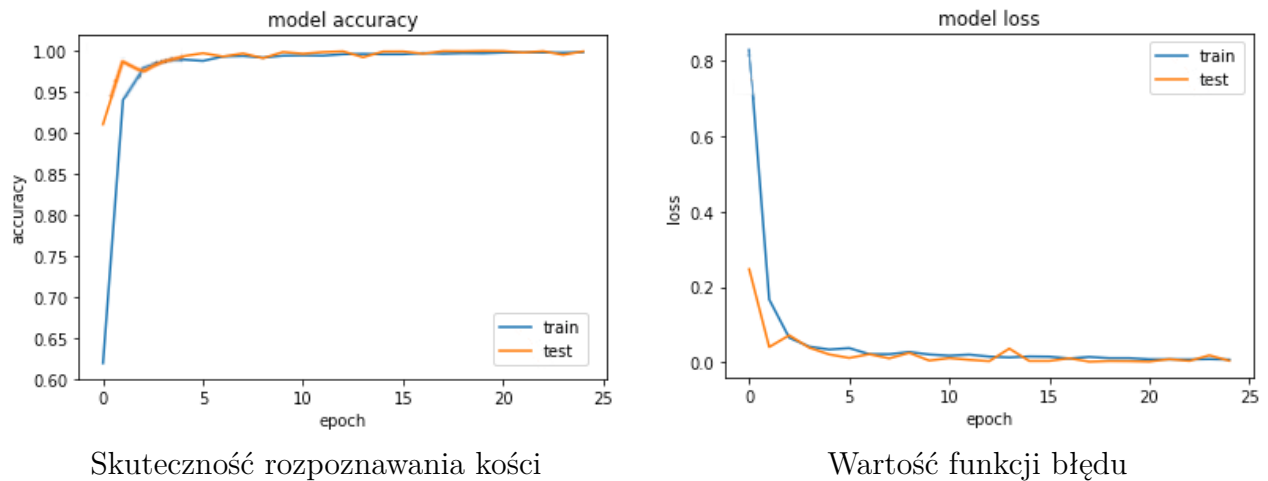 model accuracy
1.00
0.95
0.90
0.85
0.80
0.75
0.70
0.65
0.60
accuracy
train
test
0 5 10 15 20 25
epoch
Skuteczność rozpoznawania kości
model loss
0.8
0.6
0.4
0.2
0.0
loss
train
test
0 5 10 15 20 25
epoch
Wartość funkcji błędu